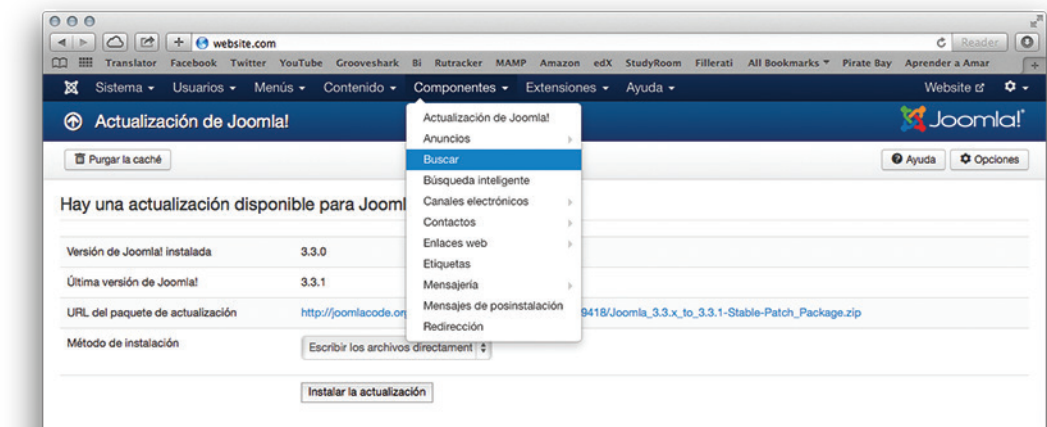 website.com
Reader
Translator Facebook Twitter YouTube Grooveshark Bi Rutracker MAMP Amazon edX StudyRoom Fillerati All Bookmarks Pirate Bay Aprender a Amar
Sistema Usuarios Menús Contenido Componentes Extensiones Ayuda Website
Actualización de Joomla!
Joomla!
Purgar la caché
Ayuda Opciones
Actualización de Joomla!
Anuncios
Buscar
Búsqueda inteligente
Canales electrónicos
Contactos
Enlaces web
Etiquetas
Mensajería
Mensajes de posinstalación
Redirección
Hay una actualización disponible para
Versión de Joomla! instalada 3.3.0
Última versión de Joomla! 3.3.1
URL del paquete de actualización http://joomlacode.or 9418/Joomla_3.3.x_to_3.3.1-Stable-Patch_Package.zip
Método de instalación Escribir los archivos directament
Instalar la actualización